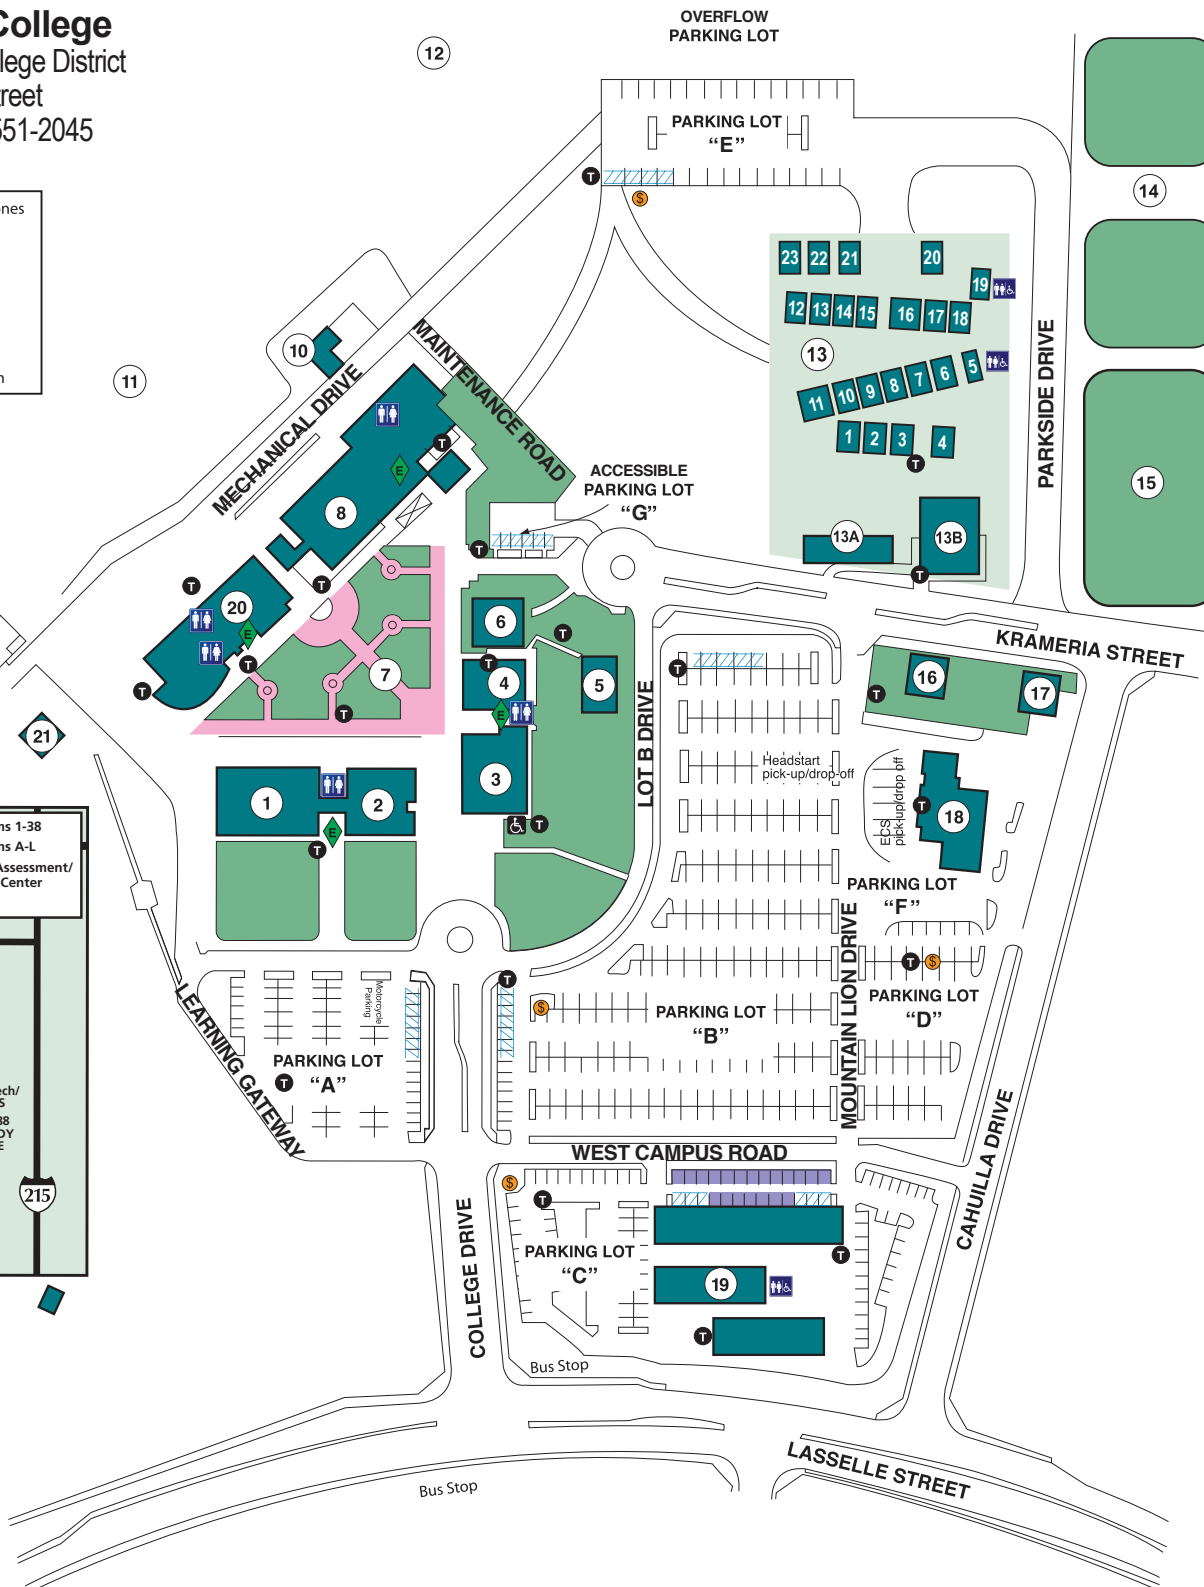 College
llege District
treet
551-2045
nes
n
OVERFLOW
PARKING LOT
12
PARKING LOT
“E”
T
$
14
23
22
21
20
19
12
13
14
15
16
17
18
13
11
10
9
8
7
6
5
1
2
3
4
T
PARKSIDE DRIVE
15
10
11
MAINTENANCE ROAD
MECHANICAL DRIVE
T
E
8
ACCESSIBLE
PARKING LOT
“G”
T
13A
13B
T
T
T
20
E
T
T
7
T
6
T
T
4
E
5
3
T
KRAMERIA STREET
16
17
T
T
LOT B DRIVE
Headstart
pick-up/drop-off
ECS
pick-up/drop off
T
18
21
1
2
E
T
ms 1-38
ms A-L
Assessment/
Center
PARKING LOT
“F”
MOUNTAIN LION DRIVE
T
$
PARKING LOT
“D”
LEARNING GATEWAY
Motorcycle
Parking
T
$
PARKING LOT
“B”
PARKING LOT
“A”
T
ech/
S
38
DY
E
215
WEST CAMPUS ROAD
CAHUILLA DRIVE
COLLEGE DRIVE
$
T
PARKING LOT
“C”
T
19
T
Bus Stop
LASSELLE STREET
Bus Stop